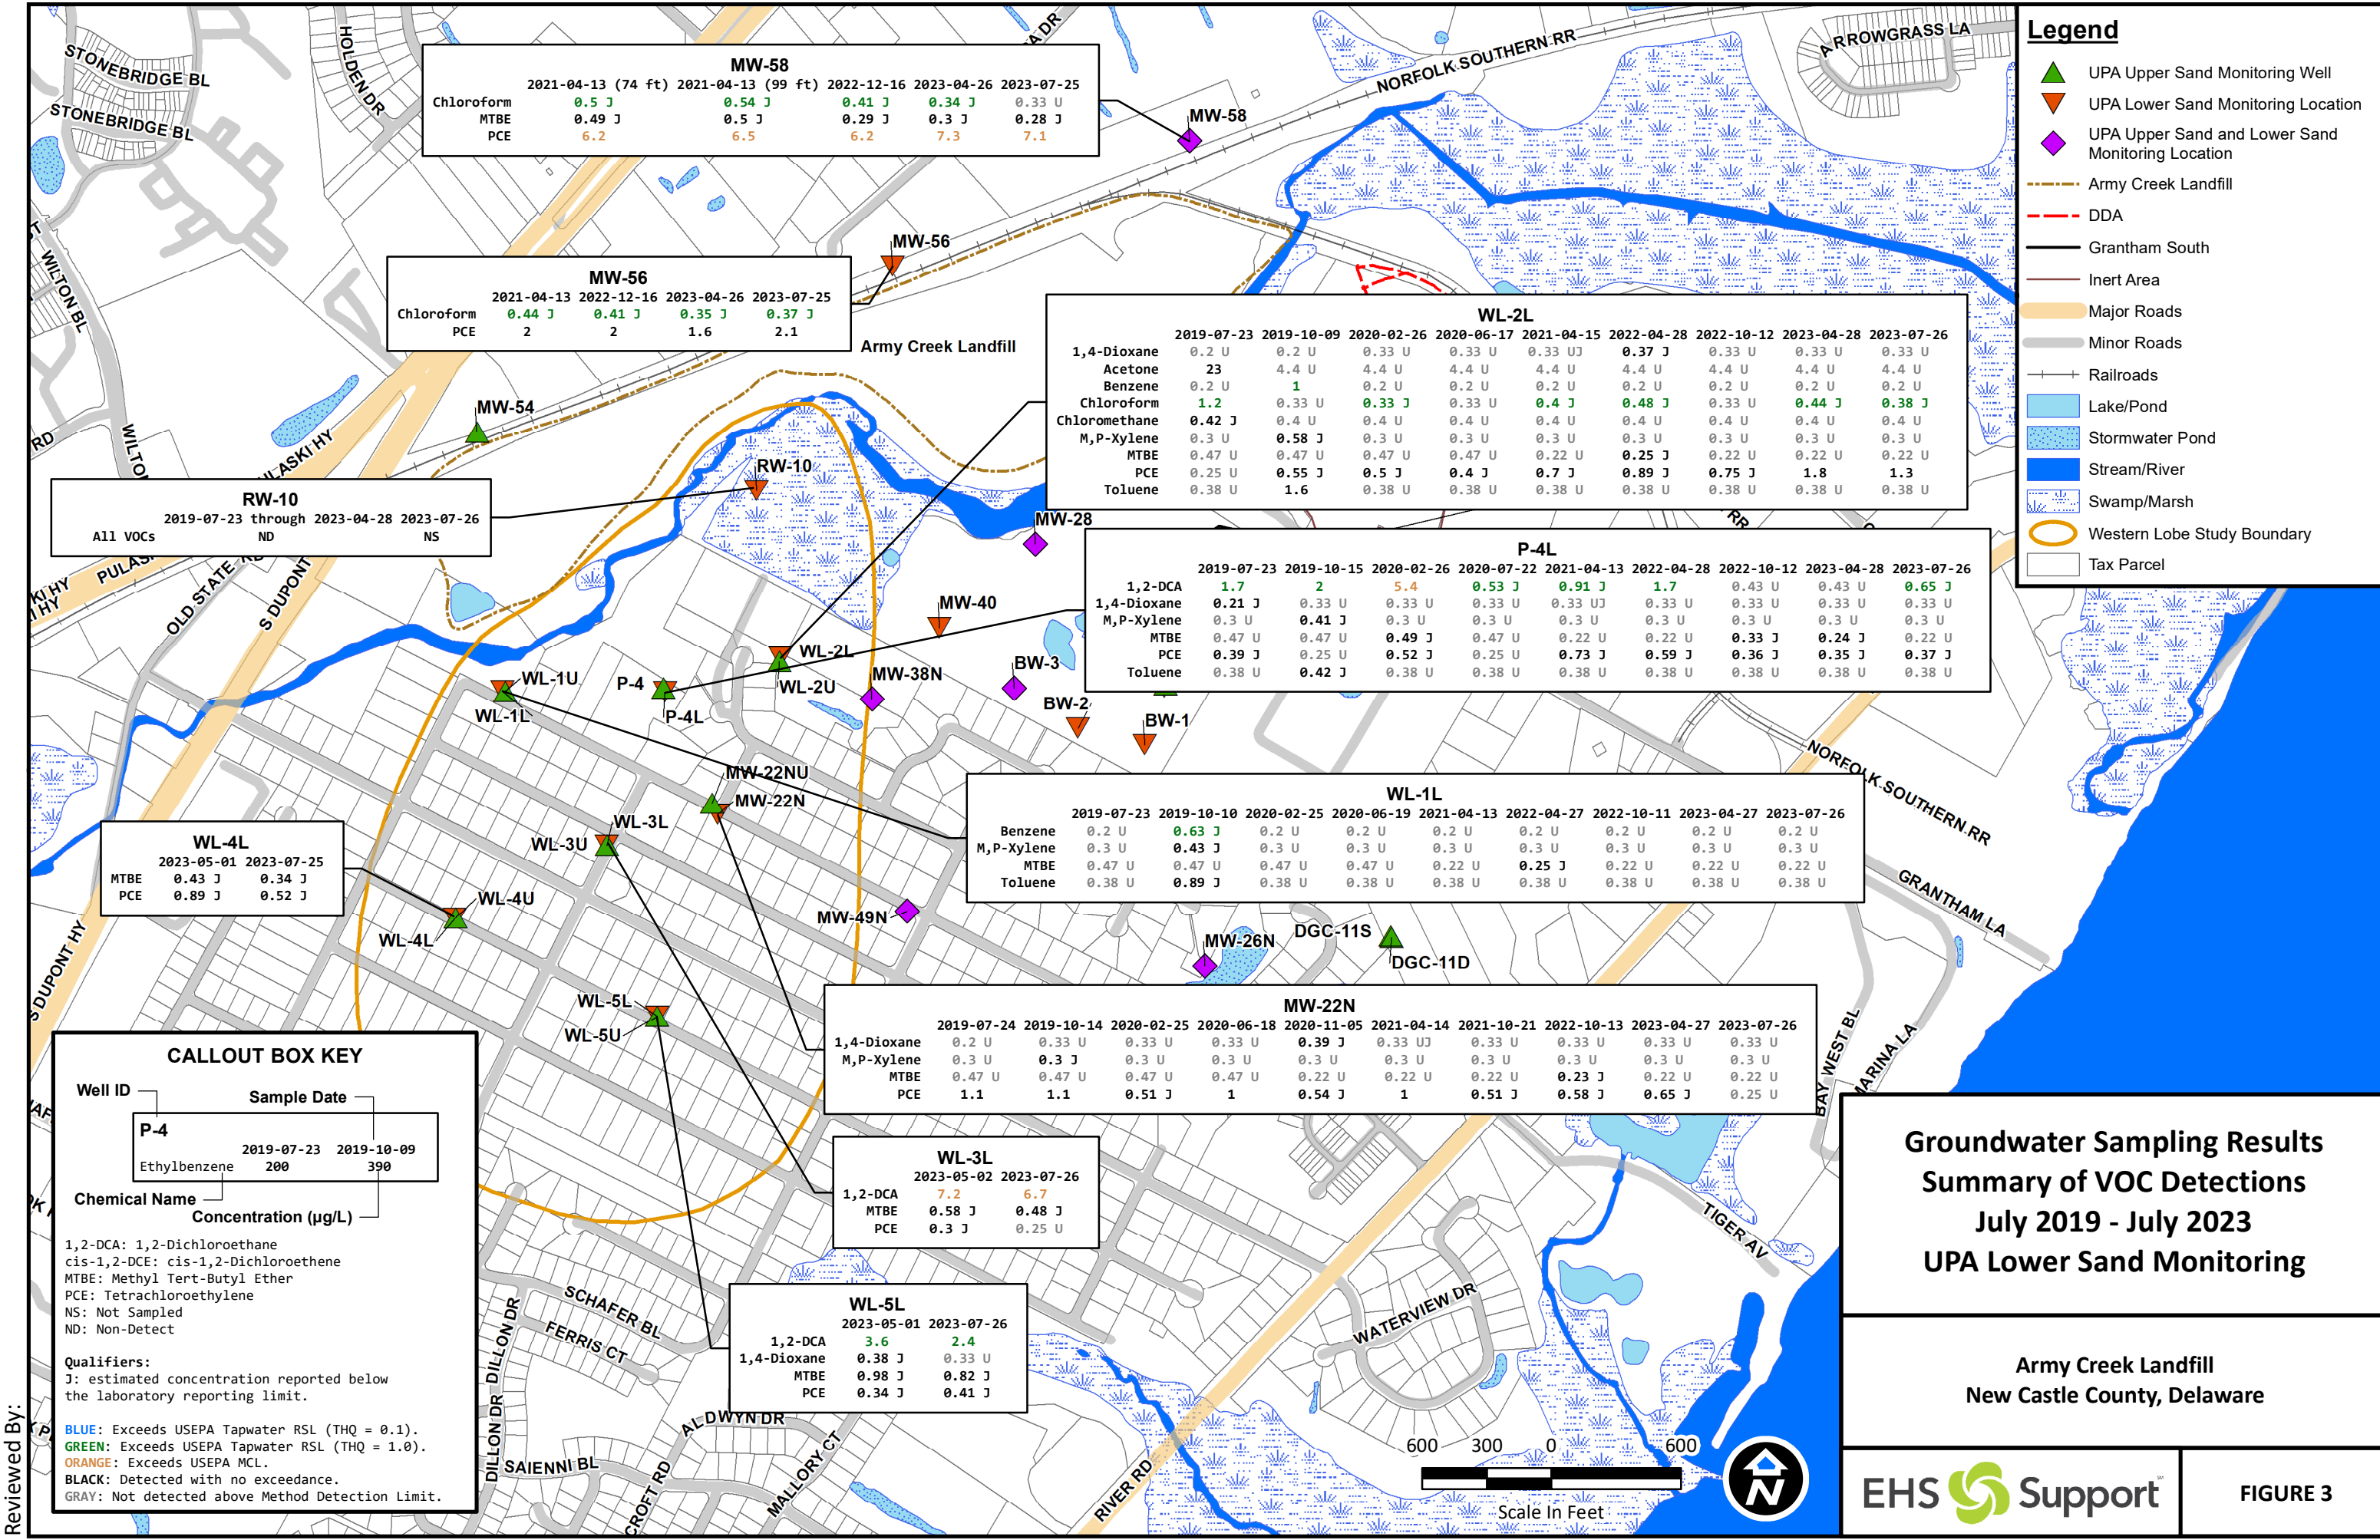 STONEBRIDGE BL
STONEBRIDGE BL
HOLDEN DR
A DR
NORFOLK SOUTHERN RR
ARROWGRASS LA
MW-58
2021-04-13 (74 ft) 2021-04-13 (99 ft) 2022-12-16 2023-04-26 2023-07-25
Chloroform 0.5 J 0.54 J 0.41 J 0.34 J 0.33 U
MTBE 0.49 J 0.5 J 0.29 J 0.3 J 0.28 J
PCE 6.2 6.5 6.2 7.3 7.1
MW-58
Legend
UPA Upper Sand Monitoring Well
UPA Lower Sand Monitoring Location
UPA Upper Sand and Lower Sand
Monitoring Location
Army Creek Landfill
DDA
Grantham South
Inert Area
Major Roads
Minor Roads
Railroads
Lake/Pond
Stormwater Pond
Stream/River
Swamp/Marsh
Western Lobe Study Boundary
Tax Parcel
WILTON BL
MW-56
MW-56
2021-04-13 2022-12-16 2023-04-26 2023-07-25
Chloroform 0.44 J 0.41 J 0.35 J 0.37 J
PCE 2 2 1.6 2.1
Army Creek Landfill
WL-2L
2019-07-23 2019-10-09 2020-02-26 2020-06-17 2021-04-15 2022-04-28 2022-10-12 2023-04-28 2023-07-26
1,4-Dioxane 0.2 U 0.2 U 0.33 U 0.33 U 0.33 UJ 0.37 J 0.33 U 0.33 U 0.33 U
Acetone 23 4.4 U 4.4 U 4.4 U 4.4 U 4.4 U 4.4 U 4.4 U 4.4 U
Benzene 0.2 U 1 0.2 U 0.2 U 0.2 U 0.2 U 0.2 U 0.2 U 0.2 U
Chloroform 1.2 0.33 U 0.33 J 0.33 U 0.4 J 0.48 J 0.33 U 0.44 J 0.38 J
Chloromethane 0.42 J 0.4 U 0.4 U 0.4 U 0.4 U 0.4 U 0.4 U 0.4 U 0.4 U
M,P-Xylene 0.3 U 0.58 J 0.3 U 0.3 U 0.3 U 0.3 U 0.3 U 0.3 U 0.3 U
MTBE 0.47 U 0.47 U 0.47 U 0.47 U 0.22 U 0.25 J 0.22 U 0.22 U 0.22 U
PCE 0.25 U 0.55 J 0.5 J 0.4 J 0.7 J 0.89 J 0.75 J 1.8 1.3
Toluene 0.38 U 1.6 0.38 U 0.38 U 0.38 U 0.38 U 0.38 U 0.38 U 0.38 U
MW-54
RD
WILTON
PULASKI HY
RW-10
RW-10
2019-07-23 through 2023-04-28 2023-07-26
All VOCs ND NS
MW-28
RR
KI HY
HY
PULAS
OLD STATE RD
S DUPONT
P-4L
2019-07-23 2019-10-15 2020-02-26 2020-07-22 2021-04-13 2022-04-28 2022-10-12 2023-04-28 2023-07-26
1,2-DCA 1.7 2 5.4 0.53 J 0.91 J 1.7 0.43 U 0.43 U 0.65 J
1,4-Dioxane 0.21 J 0.33 U 0.33 U 0.33 U 0.33 UJ 0.33 U 0.33 U 0.33 U 0.33 U
M,P-Xylene 0.3 U 0.41 J 0.3 U 0.3 U 0.3 U 0.3 U 0.3 U 0.3 U 0.3 U
MTBE 0.47 U 0.47 U 0.49 J 0.47 U 0.22 U 0.22 U 0.33 J 0.24 J 0.22 U
PCE 0.39 J 0.25 U 0.52 J 0.25 U 0.73 J 0.59 J 0.36 J 0.35 J 0.37 J
Toluene 0.38 U 0.42 J 0.38 U 0.38 U 0.38 U 0.38 U 0.38 U 0.38 U 0.38 U
MW-40
WL-2L
WL-2U
MW-38N
BW-3
BW-2
BW-1
WL-1U
WL-1L
P-4
P-4L
NORFOLK SOUTHERN RR
MW-22NU
MW-22N
WL-3L
WL-3U
WL-1L
2019-07-23 2019-10-10 2020-02-25 2020-06-19 2021-04-13 2022-04-27 2022-10-11 2023-04-27 2023-07-26
Benzene 0.2 U 0.63 J 0.2 U 0.2 U 0.2 U 0.2 U 0.2 U 0.2 U 0.2 U
M,P-Xylene 0.3 U 0.43 J 0.3 U 0.3 U 0.3 U 0.3 U 0.3 U 0.3 U 0.3 U
MTBE 0.47 U 0.47 U 0.47 U 0.47 U 0.22 U 0.25 J 0.22 U 0.22 U 0.22 U
Toluene 0.38 U 0.89 J 0.38 U 0.38 U 0.38 U 0.38 U 0.38 U 0.38 U 0.38 U
WL-4L
2023-05-01 2023-07-25
MTBE 0.43 J 0.34 J
PCE 0.89 J 0.52 J
WL-4U
WL-4L
MW-49N
MW-26N
DGC-11S
DGC-11D
GRANTHAM LA
S DUPONT HY
WL-5L
WL-5U
MW-22N
2019-07-24 2019-10-14 2020-02-25 2020-06-18 2020-11-05 2021-04-14 2021-10-21 2022-10-13 2023-04-27 2023-07-26
1,4-Dioxane 0.2 U 0.33 U 0.33 U 0.33 U 0.39 J 0.33 UJ 0.33 U 0.33 U 0.33 U 0.33 U
M,P-Xylene 0.3 U 0.3 J 0.3 U 0.3 U 0.3 U 0.3 U 0.3 U 0.3 U 0.3 U 0.3 U
MTBE 0.47 U 0.47 U 0.47 U 0.47 U 0.22 U 0.22 U 0.22 U 0.23 J 0.22 U 0.22 U
PCE 1.1 1.1 0.51 J 1 0.54 J 1 0.51 J 0.58 J 0.65 J 0.25 U
BAY WEST BL
MARINA LA
CALLOUT BOX KEY
Well ID
Sample Date
P-4
2019-07-23 2019-10-09
Ethylbenzene 200 390
Chemical Name
Concentration (µg/L)
1,2-DCA: 1,2-Dichloroethane
cis-1,2-DCE: cis-1,2-Dichloroethene
MTBE: Methyl Tert-Butyl Ether
PCE: Tetrachloroethylene
NS: Not Sampled
ND: Non-Detect
Qualifiers:
J: estimated concentration reported below
the laboratory reporting limit.
BLUE: Exceeds USEPA Tapwater RSL (THQ = 0.1).
GREEN: Exceeds USEPA Tapwater RSL (THQ = 1.0).
ORANGE: Exceeds USEPA MCL.
BLACK: Detected with no exceedance.
GRAY: Not detected above Method Detection Limit.
WL-3L
2023-05-02 2023-07-26
1,2-DCA 7.2 6.7
MTBE 0.58 J 0.48 J
PCE 0.3 J 0.25 U
WL-5L
2023-05-01 2023-07-26
1,2-DCA 3.6 2.4
1,4-Dioxane 0.38 J 0.33 U
MTBE 0.98 J 0.82 J
PCE 0.34 J 0.41 J
SCHAFER BL
FERRIS CT
DILLON DR
DILLON DR
ALDWYN DR
SAIENNI BL
CROFT RD
MALLORY CT
RIVER RD
WATERVIEW DR
TIGER AV
600 300 0 600
Scale In Feet
N
Groundwater Sampling Results
Summary of VOC Detections
July 2019 - July 2023
UPA Lower Sand Monitoring
Army Creek Landfill
New Castle County, Delaware
EHS Support
FIGURE 3
Reviewed By: